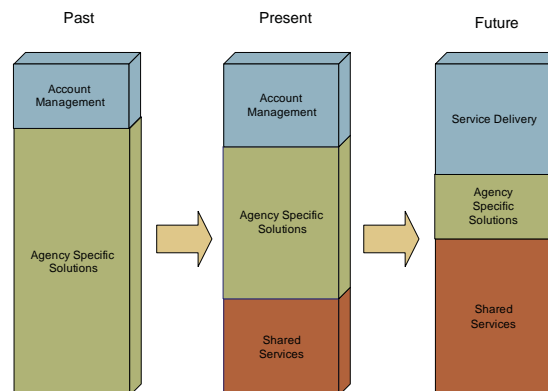 Past
Present
Future
Account
Management
Agency Specific
Solutions
Account
Management
Agency Specific
Solutions
Shared
Services
Service Delivery
Agency
Specific
Solutions
Shared
Services